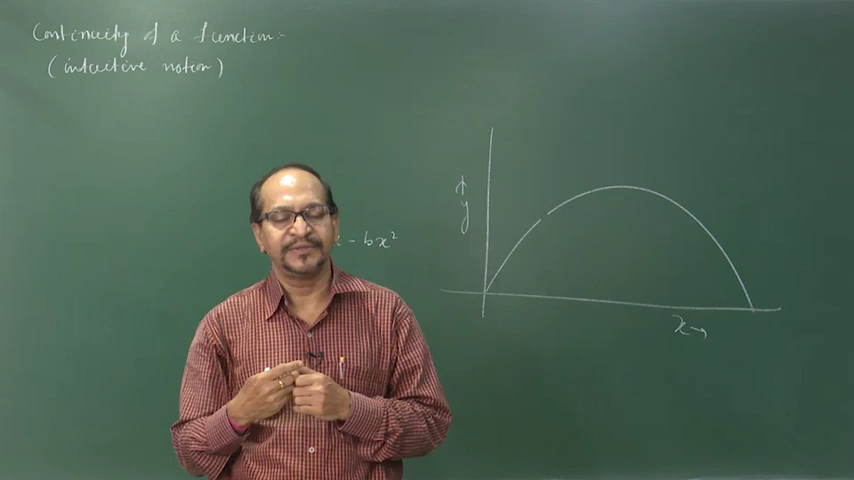 Continuity of a function:-
(intuitive notion)
y
- bx²
x →